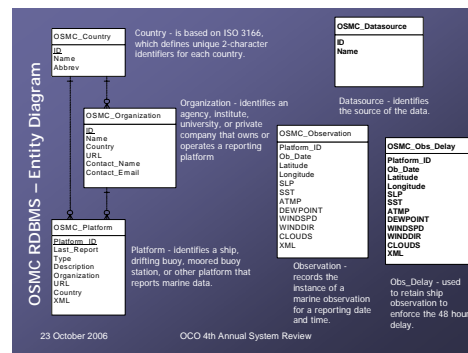 OSMC RDBMS – Entity Diagram
OSMC_Country
ID
Name
Abbrev
Country - is based on ISO 3166,
which defines unique 2-character
identifiers for each country.
OSMC_Datasource
ID
Name
Datasource - identifies
the source of the data.
OSMC_Organization
ID
Name
Country
URL
Contact_Name
Contact_Email
Organization - identifies an
agency, institute,
university, or private
company that owns or
operates a reporting
platform
OSMC_Observation
Platform_ID
Ob_Date
Latitude
Longitude
SLP
SST
ATMP
DEWPOINT
WINDSPD
WINDDIR
CLOUDS
XML
OSMC_Obs_Delay
Platform_ID
Ob_Date
Latitude
Longitude
SLP
SST
ATMP
DEWPOINT
WINDSPD
WINDDIR
CLOUDS
XML
OSMC_Platform
Platform_ID
Last_Report
Type
Description
Organization
URL
Country
XML
Platform - identifies a ship,
drifting buoy, moored buoy
station, or other platform that
reports marine data.
Observation -
records the
instance of a
marine observation
for a reporting date
and time.
Obs_Delay - used
to retain ship
observation to
enforce the 48 hour
delay.
23 October 2006
OCO 4th Annual System Review